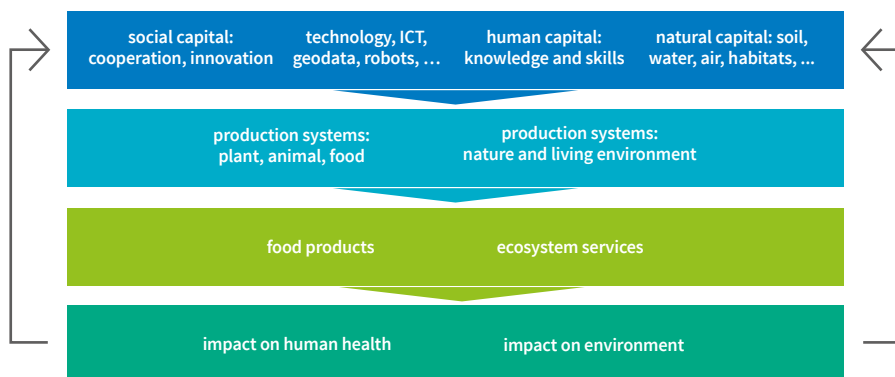 social capital:
cooperation, innovation
technology, ICT,
geodata, robots, ...
human capital:
knowledge and skills
natural capital: soil,
water, air, habitats, ...
production systems:
plant, animal, food
production systems:
nature and living environment
food products
ecosystem services
impact on human health
impact on environment